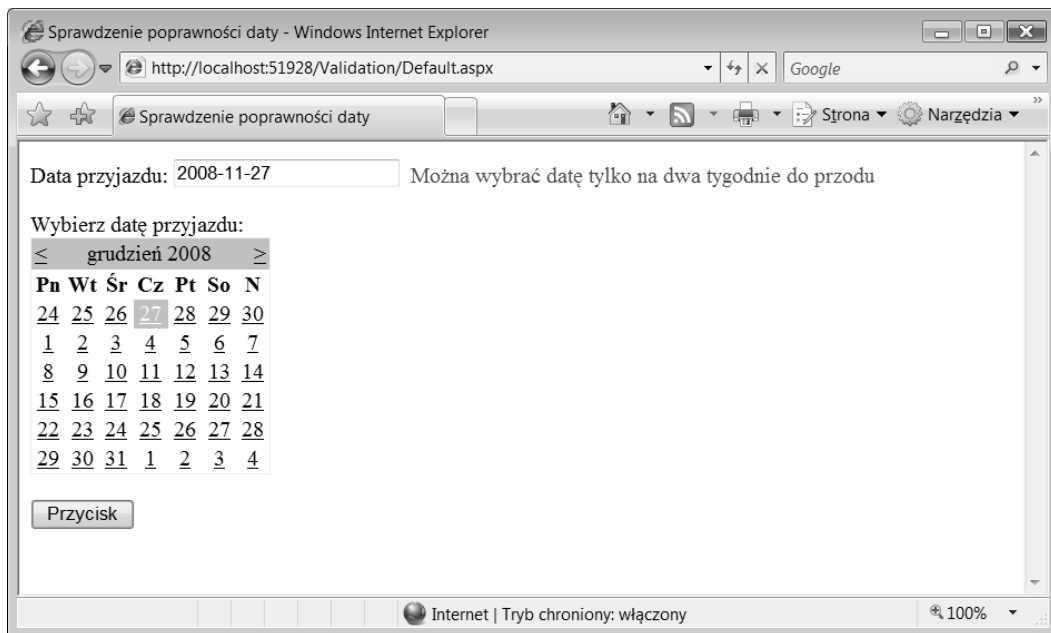 Sprawdzenie poprawności daty - Windows Internet Explorer
http://localhost:51928/Validation/Default.aspx
Google
Sprawdzenie poprawności daty
Strona
Narzędzia
»
Data przyjazdu: 2008-11-27 Można wybrać datę tylko na dwa tygodnie do przodu
Wybierz datę przyjazdu:
< grudzień 2008 >
Pn Wt Śr Cz Pt So N
24 25 26 27 28 29 30
1 2 3 4 5 6 7
8 9 10 11 12 13 14
15 16 17 18 19 20 21
22 23 24 25 26 27 28
29 30 31 1 2 3 4
Przycisk
Internet | Tryb chroniony: włączony
100%